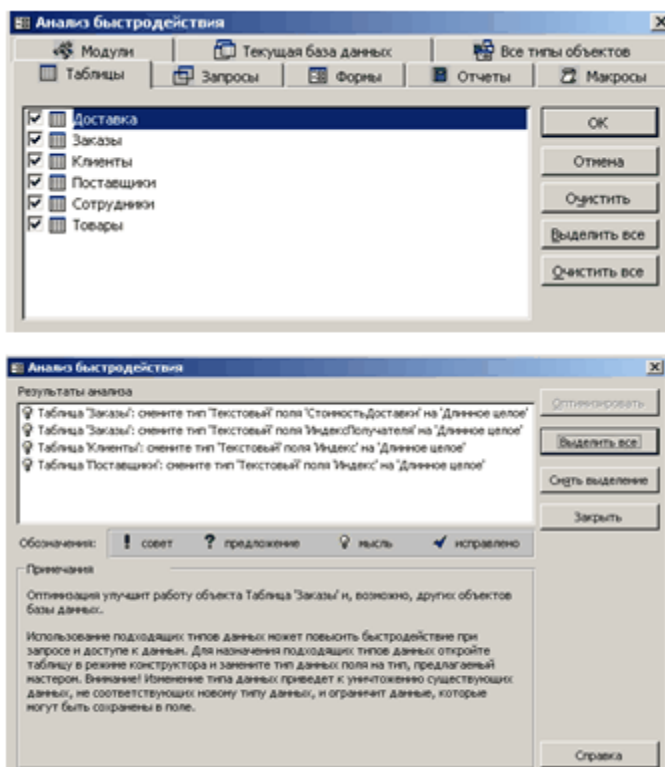 Анализ быстродействия
Модули
Текущая база данных
Все типы объектов
Таблицы
Запросы
Формы
Отчеты
Макросы
Доставка
Заказы
Клиенты
Поставщики
Сотрудники
Товары
ОК
Отмена
Очистить
Выделить все
Очистить все
Анализ быстродействия
Результаты анализа
Таблица 'Заказы': смените тип 'Текстовый' поля 'СтоимостьДоставки' на 'Длинное целое'
Таблица 'Заказы': смените тип 'Текстовый' поля 'ИндексПолучателя' на 'Длинное целое'
Таблица 'Клиенты': смените тип 'Текстовый' поля 'Индекс' на 'Длинное целое'
Таблица 'Поставщики': смените тип 'Текстовый' поля 'Индекс' на 'Длинное целое'
Оптимизировать
Выделить все
Снять выделение
Закрыть
Обозначения: ! совет ? предложение мысль исправлено
Примечания
Оптимизация улучшит работу объекта Таблица 'Заказы' и, возможно, других объектов
базы данных.
Использование подходящих типов данных может повысить быстродействие при
запросе и доступе к данным. Для назначения подходящих типов данных откройте
таблицу в режиме конструктора и замените тип данных поля на тип, предлагаемый
мастером. Внимание! Изменение типа данных приведет к уничтожению существующих
данных, не соответствующих новому типу данных, и ограничит данные, которые
могут быть сохранены в поле.
Справка